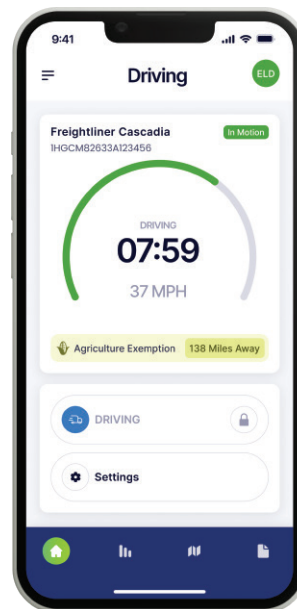 9:41
Driving
ELD
Freightliner Cascadia
In Motion
1HGCM82633A123456
DRIVING
07:59
37 MPH
Agriculture Exemption
138 Miles Away
DRIVING
Settings